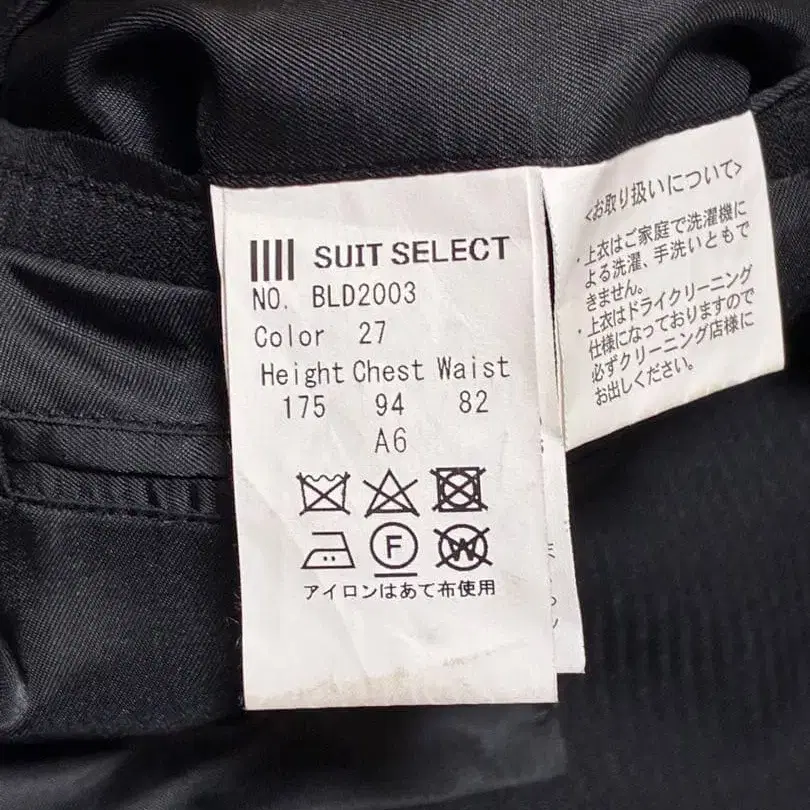 SUIT SELECT
NO. BLD2003
Color 27
Height Chest Waist
175 94 82
A6
F
W
アイロンはあて布使用
<お取り扱いについて>
・上衣はご家庭で洗濯機に
よる洗濯、手洗いともで
きません。
・上衣はドライクリーニング
仕様になっておりますので
必ずクリーニング店様に
お出しください。